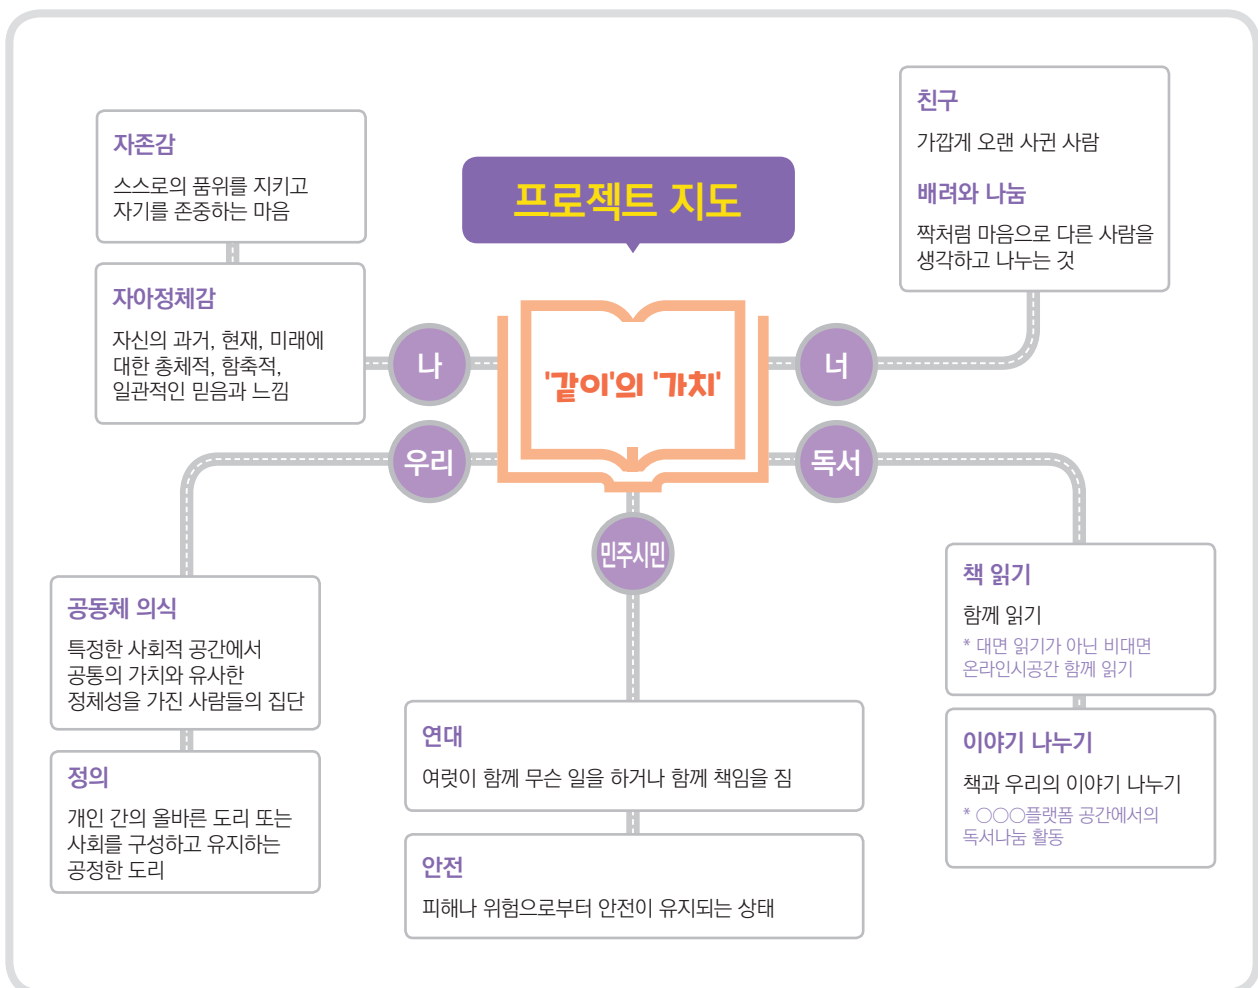 프로젝트 지도
'같이'의 '가치'
나
자존감
스스로의 품위를 지키고
자기를 존중하는 마음
자아정체감
자신의 과거, 현재, 미래에
대한 총체적, 함축적,
일관적인 믿음과 느낌
너
친구
가깝게 오랜 사귄 사람
배려와 나눔
짝처럼 마음으로 다른 사람을
생각하고 나누는 것
우리
공동체 의식
특정한 사회적 공간에서
공통의 가치와 유사한
정체성을 가진 사람들의 집단
정의
개인 간의 올바른 도리 또는
사회를 구성하고 유지하는
공정한 도리
민주시민
연대
여럿이 함께 무슨 일을 하거나 함께 책임을 짐
안전
피해나 위험으로부터 안전이 유지되는 상태
독서
책 읽기
함께 읽기
* 대면 읽기가 아닌 비대면
온라인시공간 함께 읽기
이야기 나누기
책과 우리의 이야기 나누기
* ○○○플랫폼 공간에서의
독서나눔 활동